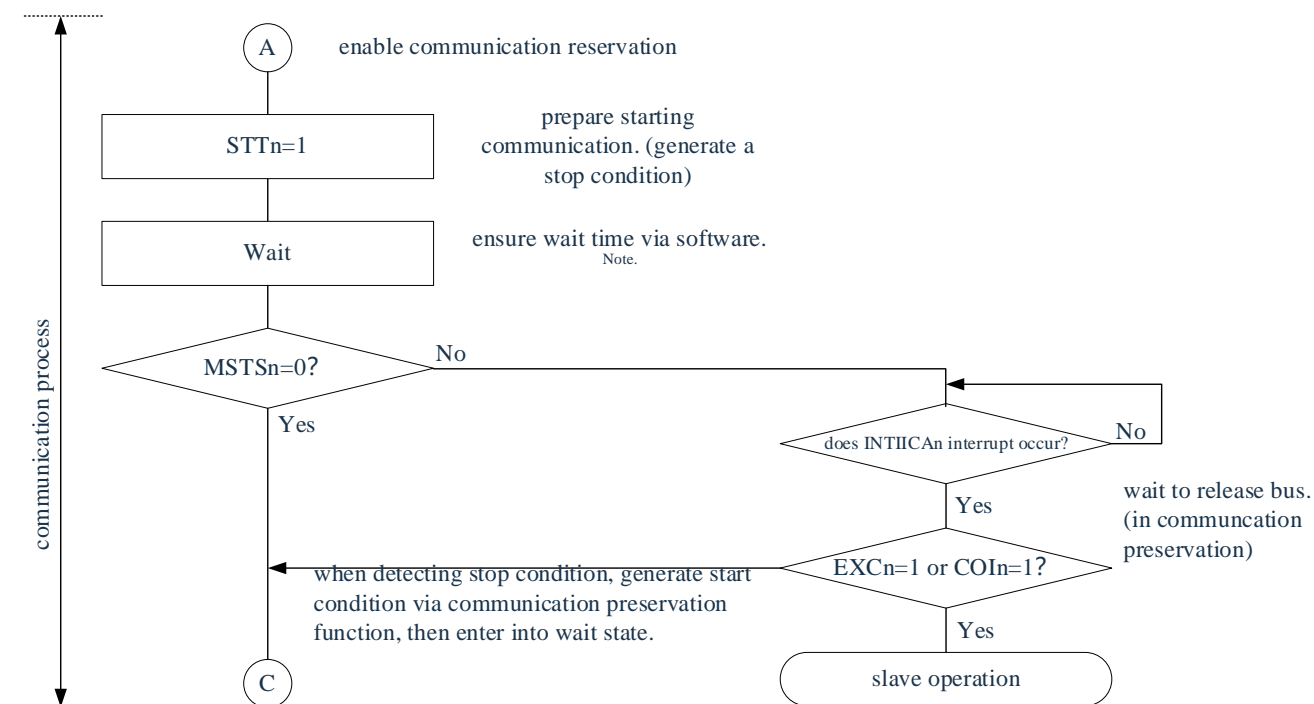 A
enable communication reservation
STTn=1
prepare starting
communication. (generate a
stop condition)
Wait
ensure wait time via software.
Note.
communication process
MSTSn=0?
No
Yes
does INTIICAn interrupt occur?
No
Yes
wait to release bus.
(in communcation
preservation)
EXCn=1 or COIn=1?
when detecting stop condition, generate start
condition via communication preservation
function, then enter into wait state.
Yes
C
slave operation